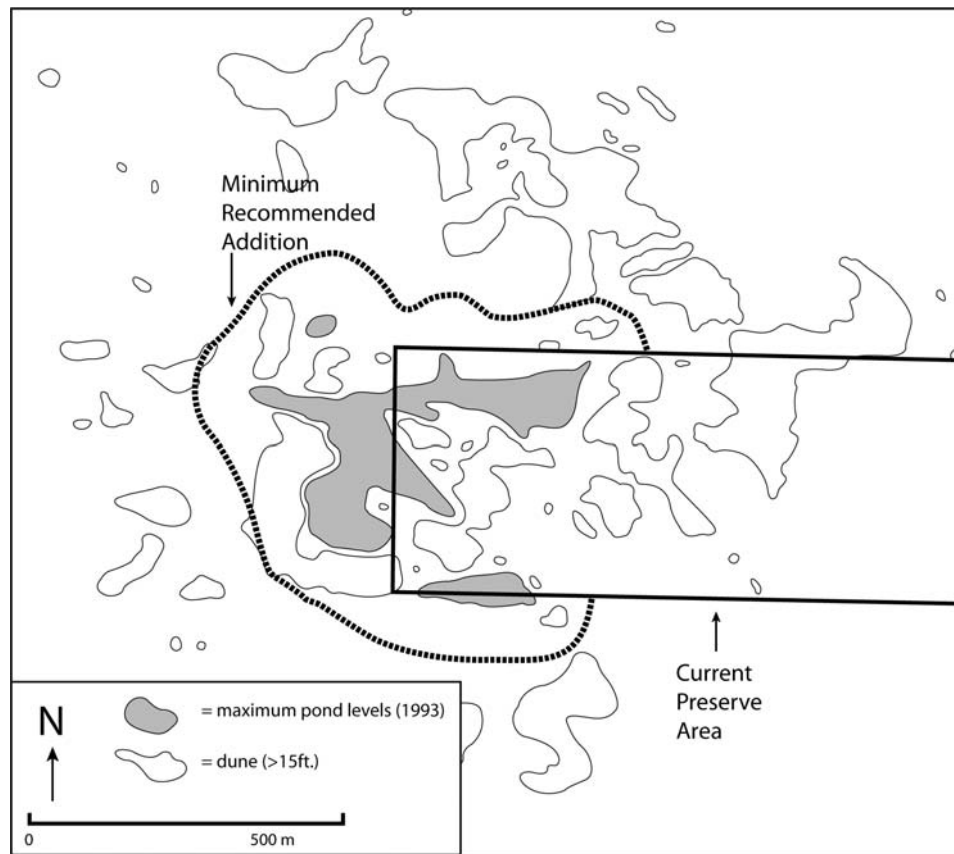 Minimum
Recommended
Addition
Current
Preserve
Area
N
= maximum pond levels (1993)
= dune (>15ft.)
0 500 m